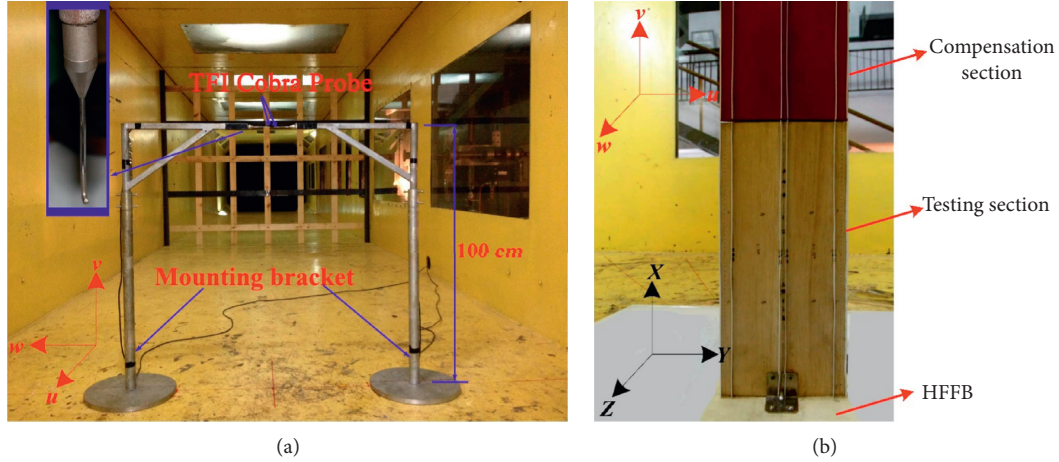 TFI Cobra Probe
100 cm
Mounting bracket
v
w
u
(a)
v
u
w
X
Y
Z
Compensation
section
Testing section
HFFB
(b)